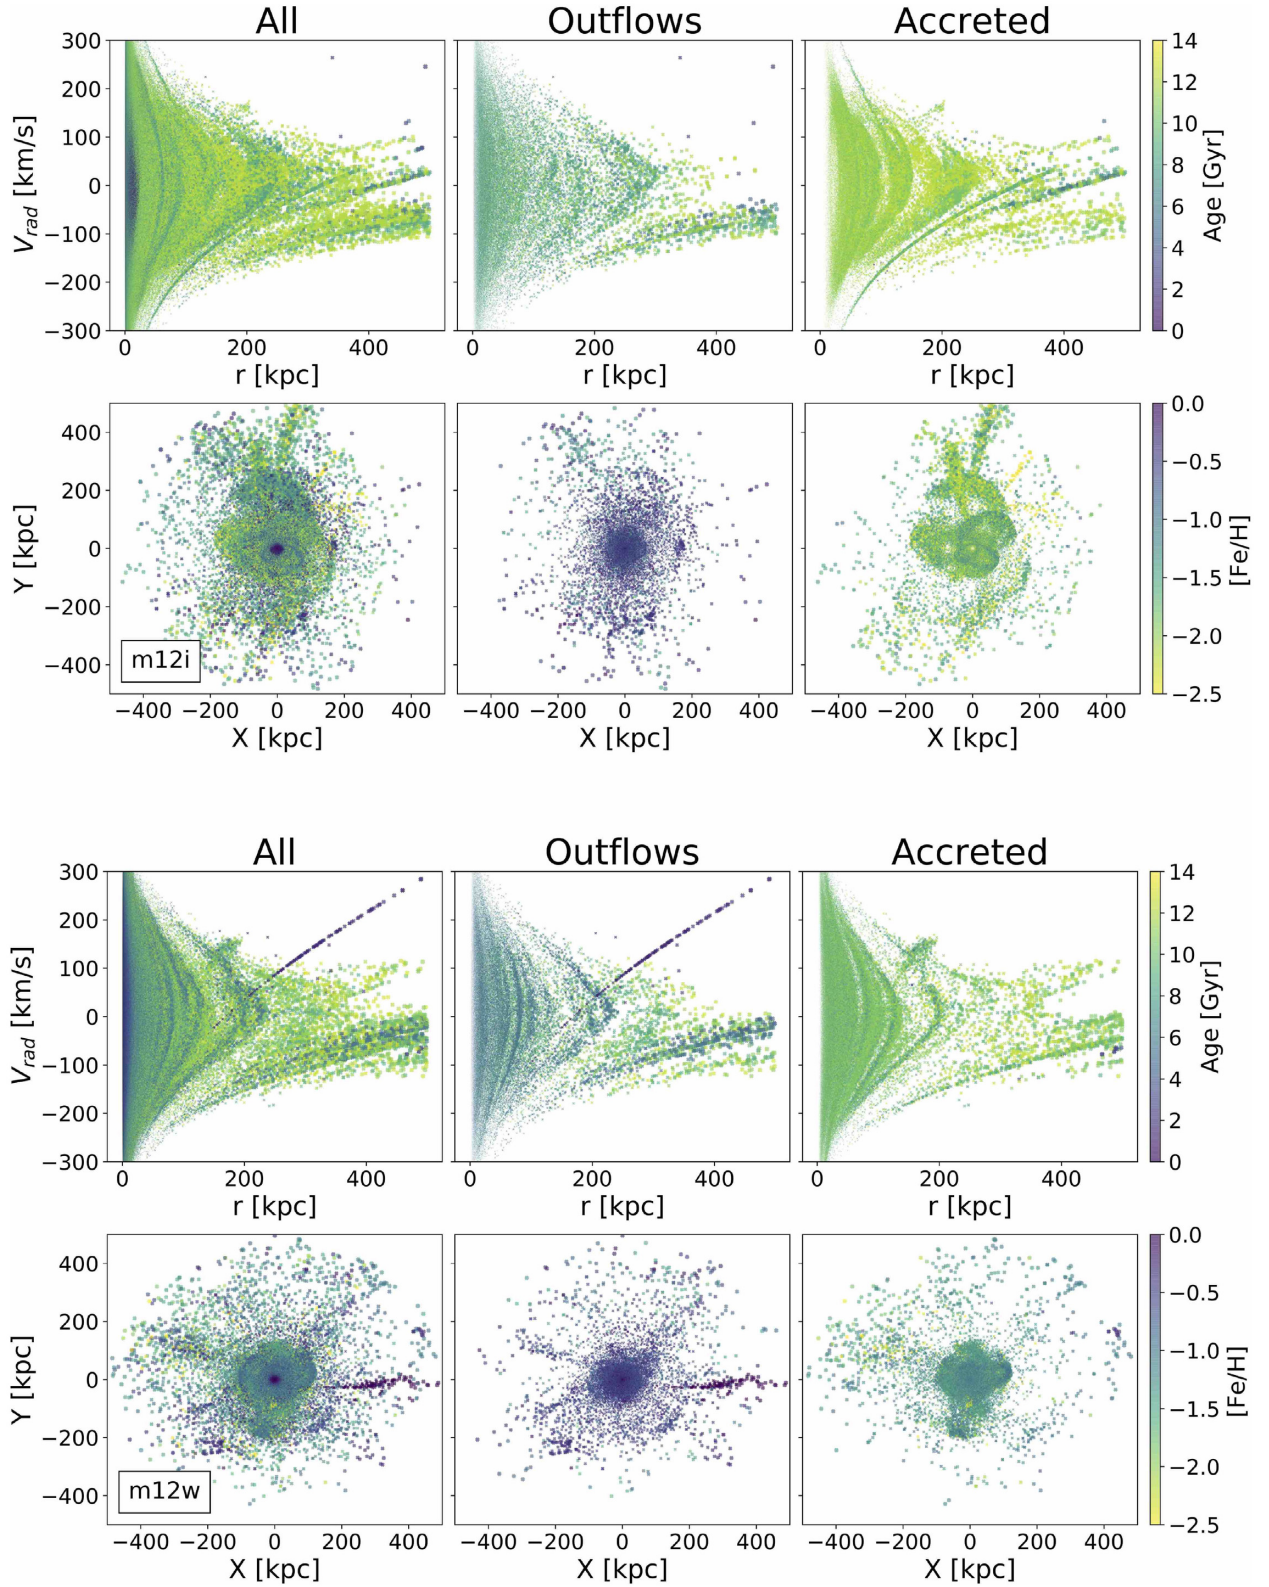 All Outflows Accreted
300
200
100
0
−100
−200
−300
V_rad [km/s]
0 200 400 0 200 400 0 200 400
r [kpc] r [kpc] r [kpc]
14
12
10
8
6
4
2
0
Age [Gyr]
400
200
0
−200
−400
Y [kpc]
m12i
−400 −200 0 200 400 −400 −200 0 200 400 −400 −200 0 200 400
X [kpc] X [kpc] X [kpc]
0.0
−0.5
−1.0
−1.5
−2.0
−2.5
[Fe/H]
All Outflows Accreted
300
200
100
0
−100
−200
−300
V_rad [km/s]
0 200 400 0 200 400 0 200 400
r [kpc] r [kpc] r [kpc]
14
12
10
8
6
4
2
0
Age [Gyr]
400
200
0
−200
−400
Y [kpc]
m12w
−400 −200 0 200 400 −400 −200 0 200 400 −400 −200 0 200 400
X [kpc] X [kpc] X [kpc]
0.0
−0.5
−1.0
−1.5
−2.0
−2.5
[Fe/H]